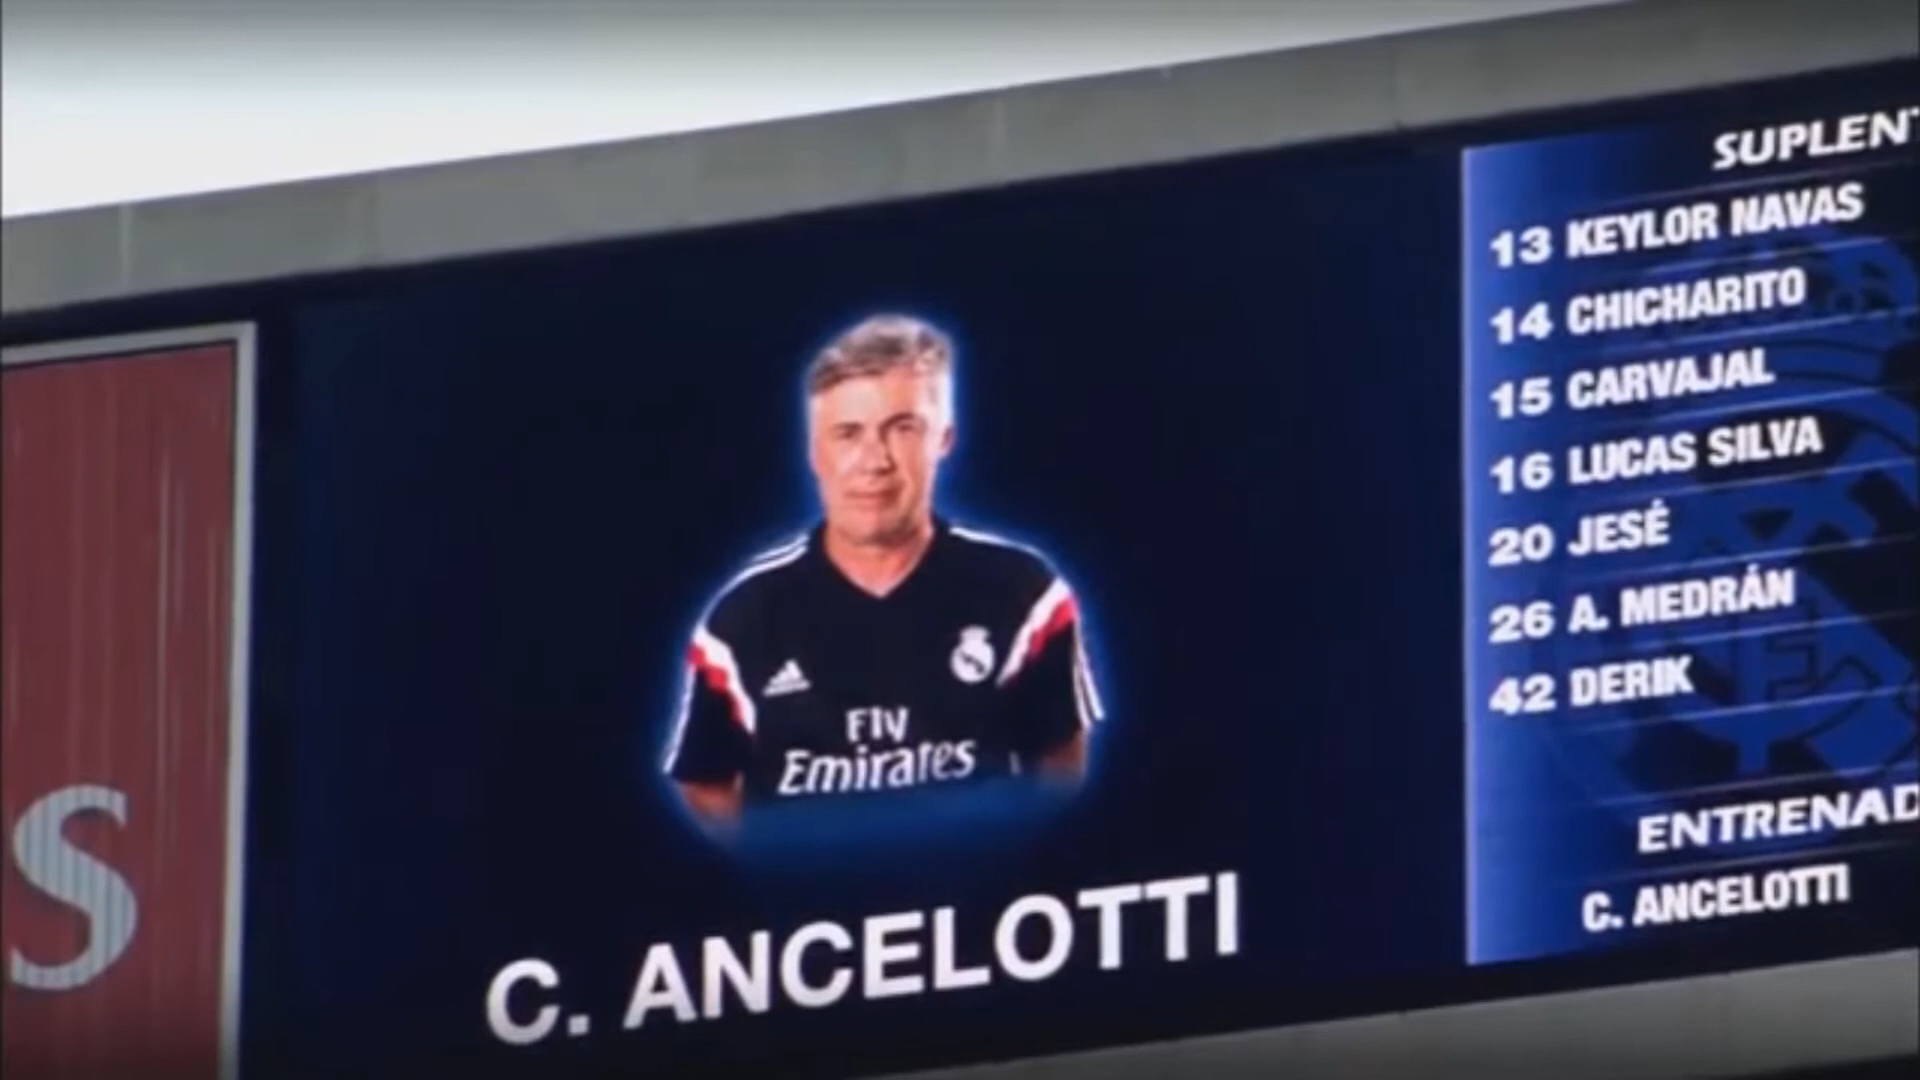 S
Fly
Emirates
C. ANCELOTTI
SUPLENT
13 KEYLOR NAVAS
14 CHICHARITO
15 CARVAJAL
16 LUCAS SILVA
20 JESÉ
26 A. MEDRÁN
42 DERIK
ENTRENAD
C. ANCELOTTI